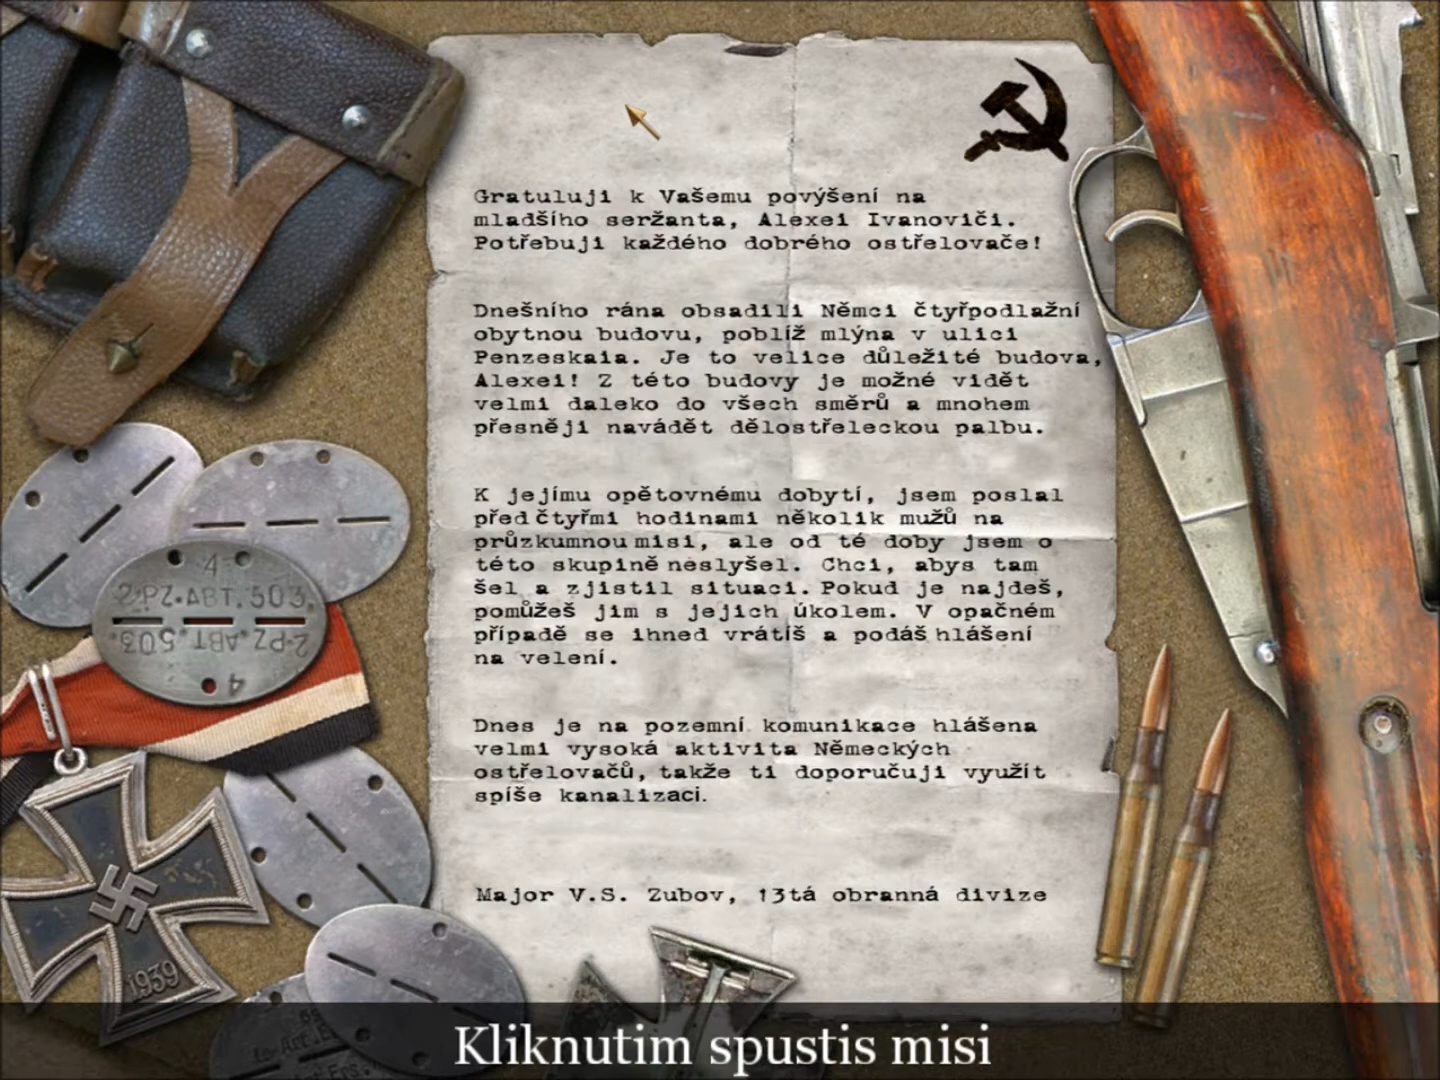 Gratuluji k Vašemu povýšení na
mladšího seržanta, Alexei Ivanoviči.
Potřebuji každého dobrého ostřelovače!
Dnešního rána obsadili Němci čtyřpodlažní
obytnou budovu, poblíž mlýna v ulici
Penzeskaia. Je to velice důležité budova,
Alexei! Z této budovy je možné vidět
velmi daleko do všech směrů a mnohem
přesněji navádět dělostřeleckou palbu.
K jejímu opětovnému dobytí, jsem poslal
před čtyřmi hodinami několik mužů na
průzkumnou misi, ale od té doby jsem o
této skupině neslyšel. Chci, abys tam
šel a zjistil situaci. Pokud je najdeš,
pomůžeš jim s jejich úkolem. V opačném
případě se ihned vrátíš a podáš hlášení
na velení.
Dnes je na pozemní komunikace hlášena
velmi vysoká aktivita Německých
ostřelovačů, takže ti doporučuji využít
spíše kanalizaci.
Major V.S. Zubov, 13tá obranná divize
4
2·PZ.ABT.503
2·PZ.ABT 503
4
1939
Kliknutim spustis misi